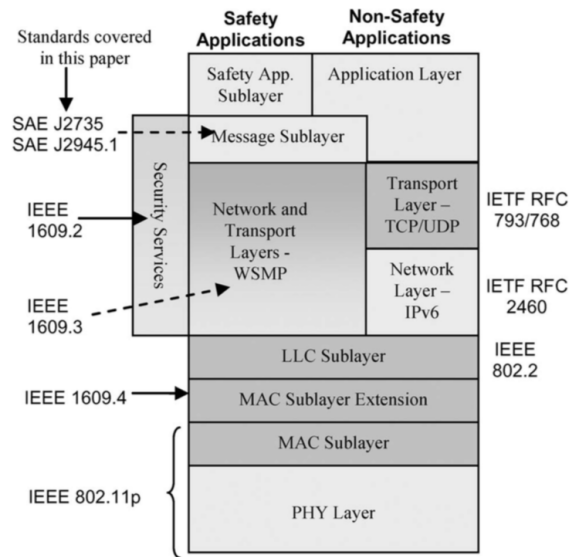 Safety
Applications
Non-Safety
Applications
Standards covered
in this paper
Safety App.
Sublayer
Application Layer
SAE J2735
SAE J2945.1
Message Sublayer
Security Services
IEEE
1609.2
Network and
Transport
Layers -
WSMP
Transport
Layer –
TCP/UDP
IETF RFC
793/768
IEEE
1609.3
Network
Layer –
IPv6
IETF RFC
2460
LLC Sublayer
IEEE
802.2
IEEE 1609.4
MAC Sublayer Extension
MAC Sublayer
IEEE 802.11p
PHY Layer